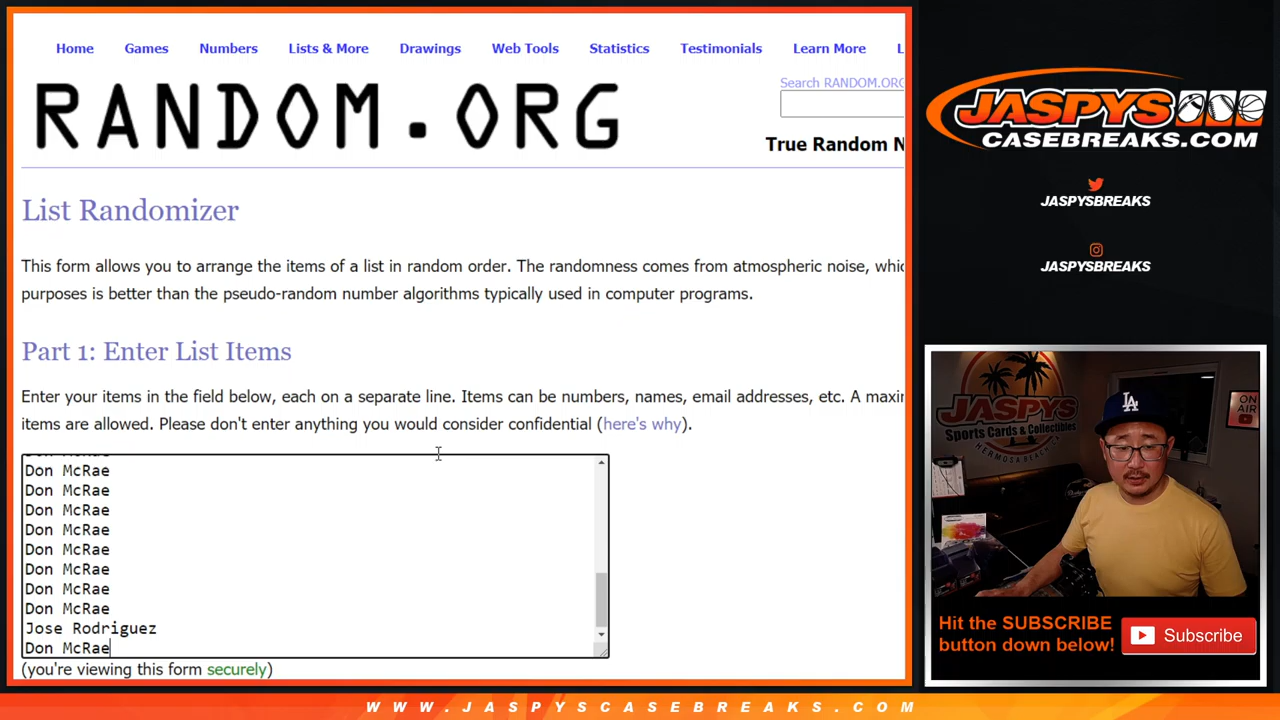 Home Games Numbers Lists & More Drawings Web Tools Statistics Testimonials Learn More L
RANDOM.ORG
Search RANDOM.ORG
True Random N
List Randomizer
This form allows you to arrange the items of a list in random order. The randomness comes from atmospheric noise, whic
purposes is better than the pseudo-random number algorithms typically used in computer programs.
Part 1: Enter List Items
Enter your items in the field below, each on a separate line. Items can be numbers, names, email addresses, etc. A maxi
items are allowed. Please don't enter anything you would consider confidential (here's why).
Don McRae
Don McRae
Don McRae
Don McRae
Don McRae
Don McRae
Don McRae
Don McRae
Jose Rodriguez
Don McRae
(you're viewing this form securely)
JASPYS
CASEBREAKS.COM
JASPYSBREAKS
JASPYSBREAKS
JASPYS
Sports Cards & Collectibles
HERMOSA BEACH, CA
LA
ON
AIR
Hit the SUBSCRIBE
button down below!
Subscribe
WWW.JASPYSCASEBREAKS.COM